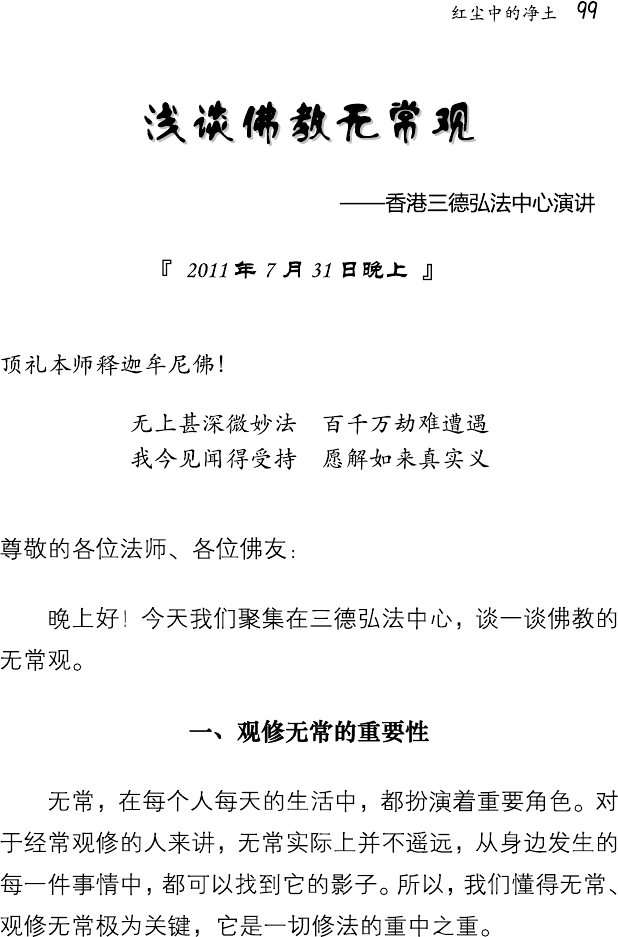 红尘中的净土 99
浅谈佛教无常观
——香港三德弘法中心演讲
『 2011年7月31日晚上 』
顶礼本师释迦牟尼佛！
无上甚深微妙法 百千万劫难遭遇
我今见闻得受持 愿解如来真实义
尊敬的各位法师、各位佛友：
晚上好！今天我们聚集在三德弘法中心，谈一谈佛教的
无常观。
一、观修无常的重要性
无常，在每个人每天的生活中，都扮演着重要角色。对
于经常观修的人来讲，无常实际上并不遥远，从身边发生的
每一件事情中，都可以找到它的影子。所以，我们懂得无常、
观修无常极为关键，它是一切修法的重中之重。